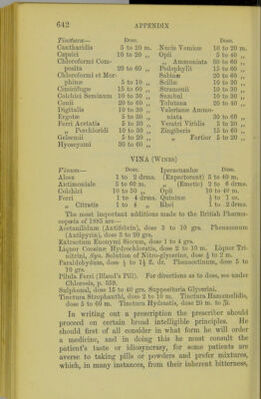 642 APPENDIX
Tincturæ— Dose. Dose.
Cantharidis 5 to 20 m. Nucis Vomicæ 10 to 20 m.
Capsici 10 to 20 „ Opii 5 to 40 „
Chloroformi Com- „ Ammoniata 30 to 60 „
posita 20 to 60 „ Podophylli 15 to 60 „
Chloroformi et Mor- Sabinæ 20 to 60 „
phinæ 5 to 10 „ Scillæ 10 to 30 „
Cimicifugæ 15 to 60 „ Stramonii 10 to 30 „
Colchici Seminum 10 to 30 „ Sumbul 10 to 30 „
Conii 20 to 60 „ Tolutana 20 to 40 „
Digitalis 10 to 30 „ Valerianæ Ammo-
Ergotæ 5 to 30 „ niata 30 to 60 „
Ferri Acetatis 5 to 30 „ Veratri Viridis 5 to 20 „
„ Perchloridi 10 to 30 „ Zingiberis 15 to 60 „
Gelsemii 5 to 20 „ „ Fortior 5 to 20 „
Hyoscyami 30 to 60 „
VINA (WINES)
Vinum— Dose. Dose.
Aloes 1 to 2 drms. Ipecacuanhæ
Antimoniale 5 to 60 m. (Expectorant) 5 to 40 m.
Colchici 10 to 30 „ „ (Emetic) 3 to 6 drms.
Ferri 1 to 4 drms. Opii 10 to 40 m.
„ Citratis 1 to 4 „ Quininæ ½ to 1 oz.
Rhei 1 to 2 drms.
The most important additions made to the British Pharma-
copœia of 1885 are—
Acetanilidum (Antifebrin), dose 3 to 10 grs. Phenazonum
(Antipyrin), dose 3 to 20 grs.
Extractum Euonymi Siccum, dose 1 to 4 grs.
Liquor Cocainæ Hydrochloratis, dose 2 to 10 m. Liquor Tri-
nitrini, Syn. Solution of Nitro-glycerine, dose ½ to 2 m.
Paraldehydum, dose ½ to 1½ fl. dr. Phenacetinum, dose 5 to
10 grs.
Pilula Ferri (Blaud's Pill). For directions as to dose, see under
Chlorosis, p. 559.
Sulphonal, dose 15 to 40 grs. Suppositoria Glycerini.
Tinctura Strophanthi, dose 2 to 10 m. Tinctura Hamamelidis,
dose 5 to 60 m. Tinctura Hydrastis, dose 20 m. to ʒi.
In writing out a prescription the prescriber should
proceed on certain broad intelligible principles. He
should first of all consider in what form he will order
a medicine, and in doing this he must consult the
patient's taste or idiosyncrasy, for some patients are
averse to taking pills or powders and prefer mixtures,
which, in many instances, from their inherent bitterness,